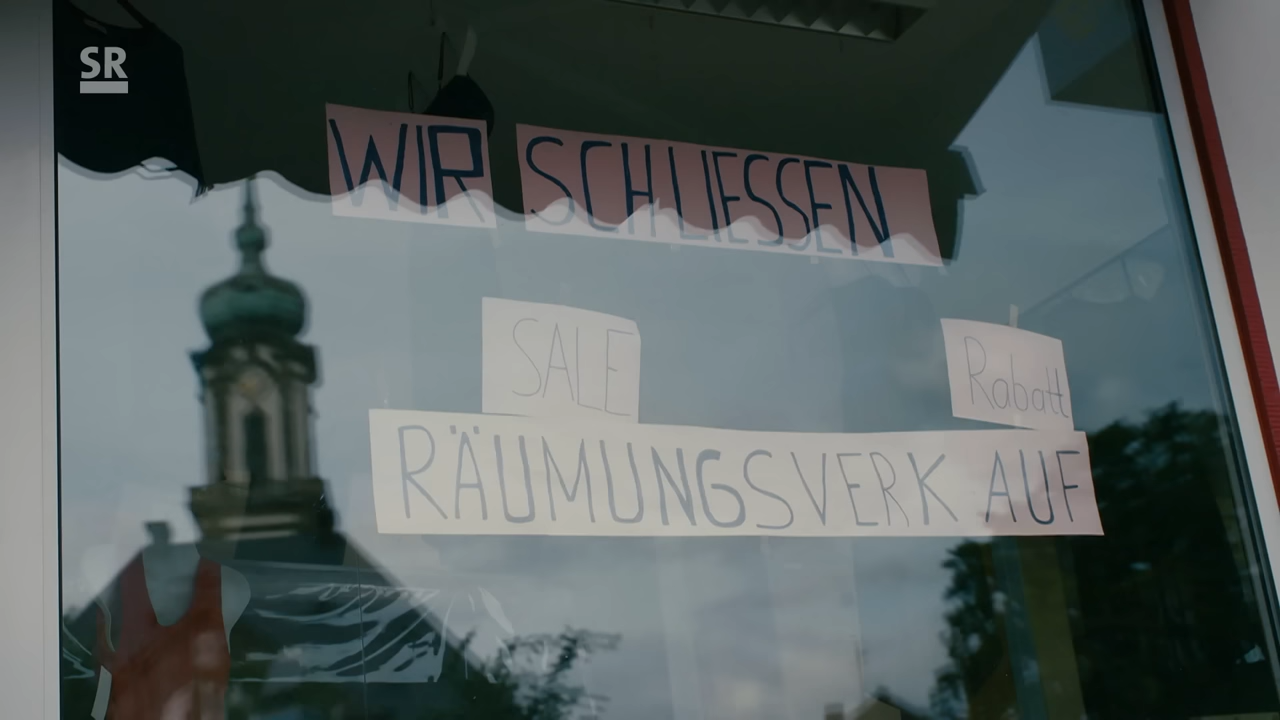 SR
WIR SCHLIESSEN
SALE
Rabatt
RÄUMUNGSVERK AUF